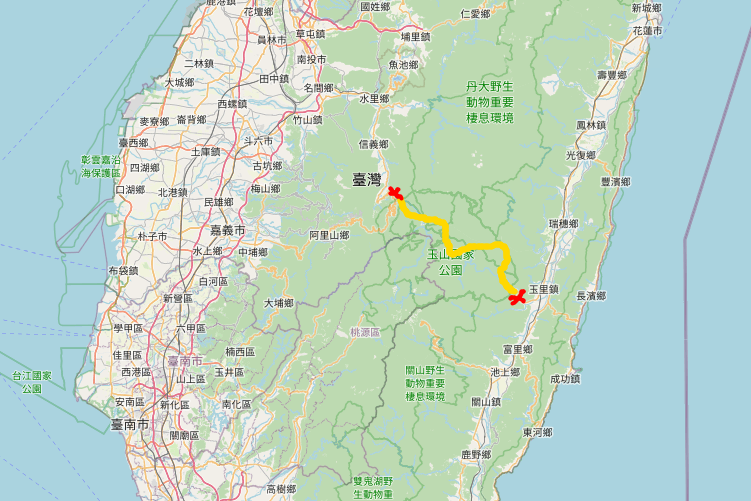 鹿港鎮
花壇鄉
草屯鎮
國姓鄉
仁愛鄉
新城鄉
花蓮市
員林市
南投市
埔里鎮
二林鎮
田中鎮
魚池鄉
壽豐鄉
大城鄉
名間鄉
水里鄉
丹大野生
動物重要
棲息環境
西螺鎮
麥寮鄉
崙背鄉
竹山鎮
鳳林鎮
臺西鄉
斗六市
信義鄉
土庫鎮
光復鄉
彰雲嘉沿
海保護區
四湖鄉
古坑鄉
臺灣
豐濱鄉
口湖鄉
北港鎮
梅山鄉
民雄鄉
瑞穗鄉
朴子市
嘉義市
阿里山鄉
水上鄉
中埔鄉
玉山國家
公園
布袋鎮
白河區
玉里鎮
長濱鄉
新營區
大埔鄉
學甲區
六甲區
桃源區
佳里區
楠西區
富里鄉
臺南市
西港區
山上區
玉井區
池上鄉
關山野生
動物重要
棲息環境
成功鎮
台江國家
公園
安南區
新化區
南化區
關山鎮
臺南市
關廟區
東河鄉
鹿野鄉
高樹鄉
雙鬼湖野
生動物重